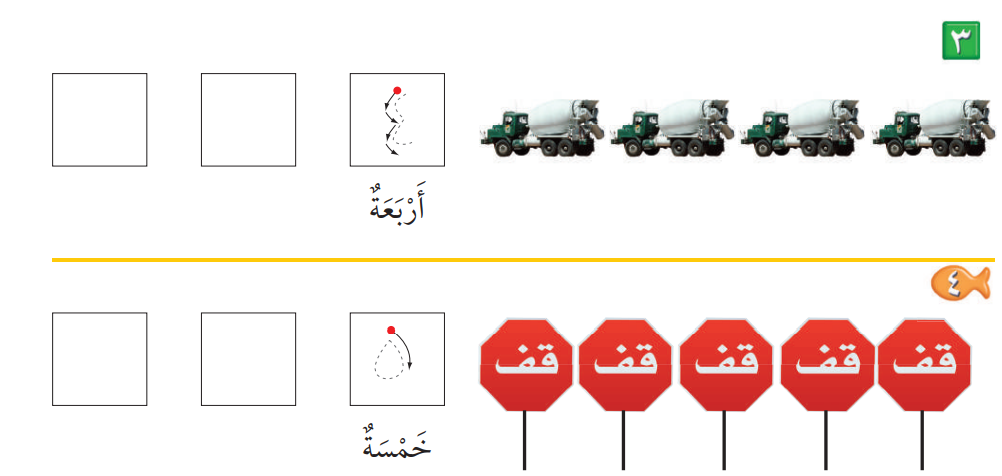 ٣
أَرْبَعَةٌ
٤
قف قف قف قف قف
خَمْسَةٌ